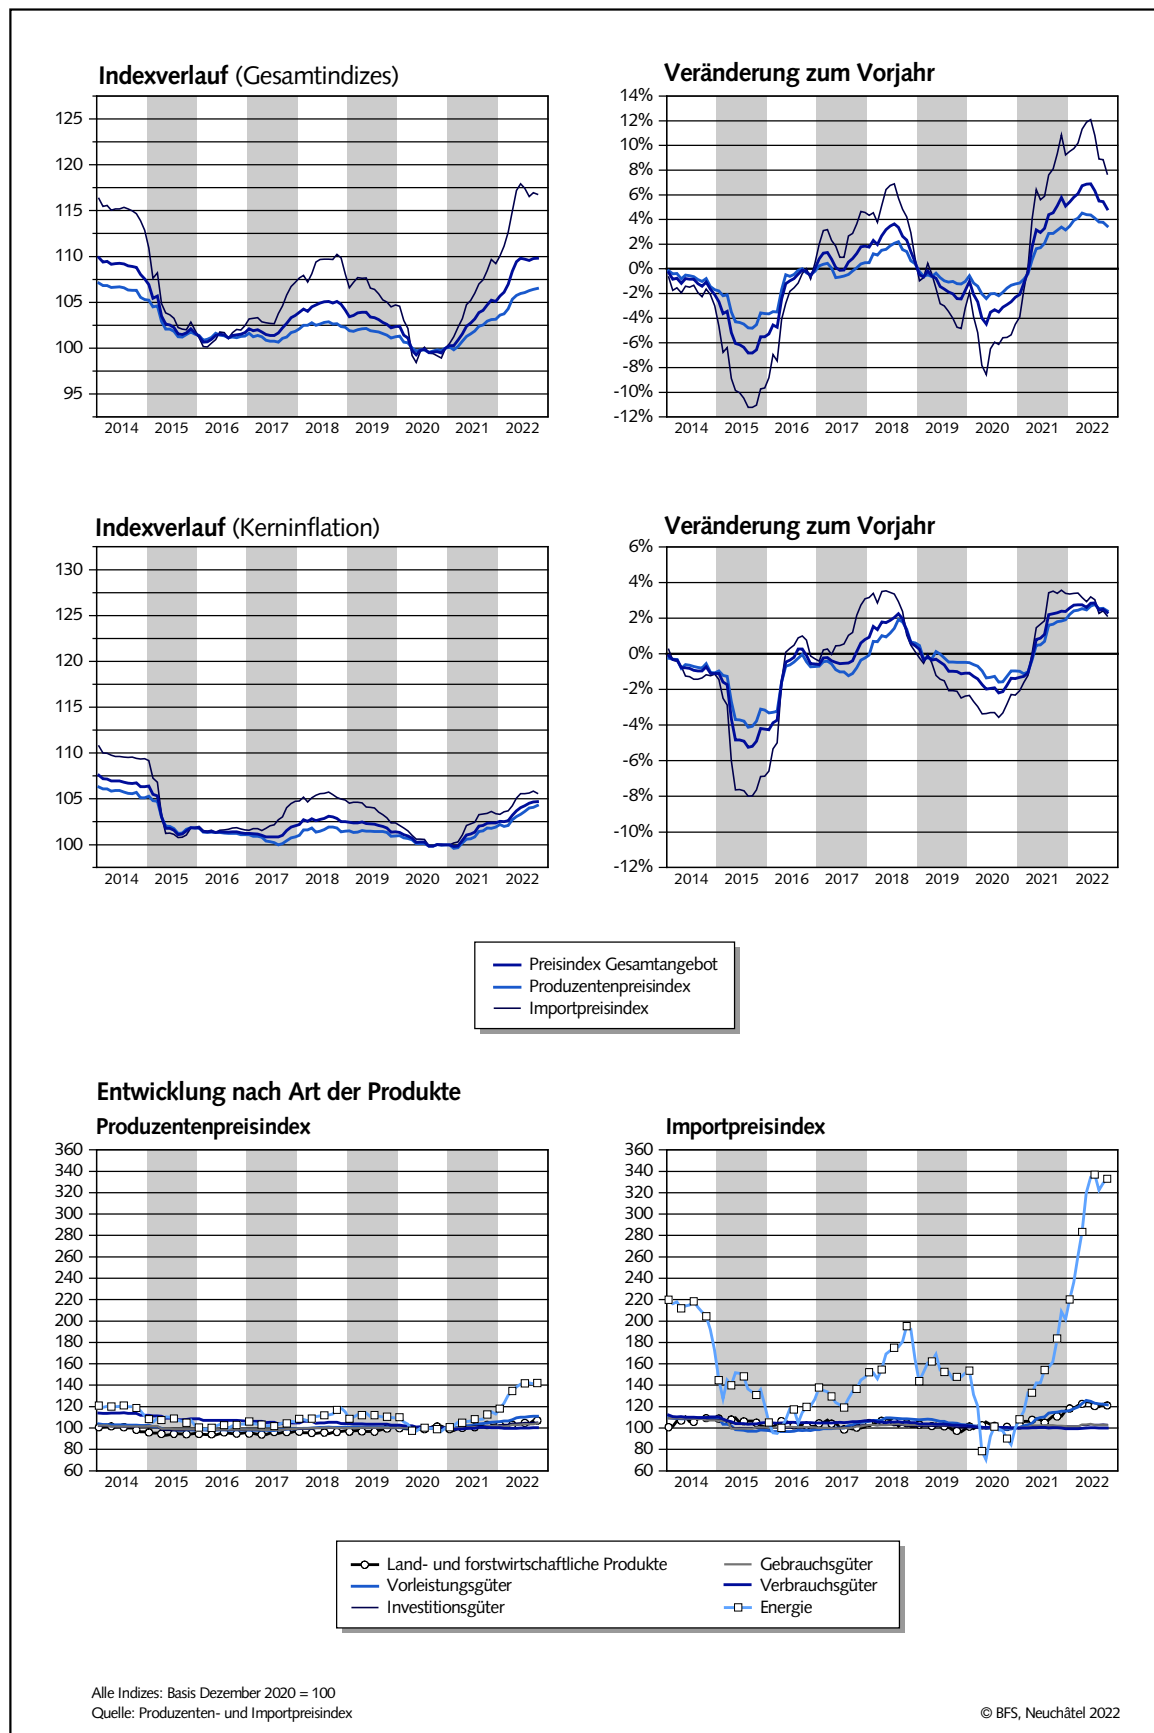 Indexverlauf (Gesamtindizes)
125
120
115
110
105
100
95
2014 2015 2016 2017 2018 2019 2020 2021 2022
Veränderung zum Vorjahr
14%
12%
10%
8%
6%
4%
2%
0%
-2%
-4%
-6%
-8%
-10%
-12%
2014 2015 2016 2017 2018 2019 2020 2021 2022
Indexverlauf (Kerninflation)
130
125
120
115
110
105
100
2014 2015 2016 2017 2018 2019 2020 2021 2022
Veränderung zum Vorjahr
6%
4%
2%
0%
-2%
-4%
-6%
-8%
-10%
-12%
2014 2015 2016 2017 2018 2019 2020 2021 2022
Preisindex Gesamtangebot
Produzentenpreisindex
Importpreisindex
Entwicklung nach Art der Produkte
Produzentenpreisindex
360
340
320
300
280
260
240
220
200
180
160
140
120
100
80
60
2014 2015 2016 2017 2018 2019 2020 2021 2022
Importpreisindex
360
340
320
300
280
260
240
220
200
180
160
140
120
100
80
60
2014 2015 2016 2017 2018 2019 2020 2021 2022
Land- und forstwirtschaftliche Produkte
Vorleistungsgüter
Investitionsgüter
Gebrauchsgüter
Verbrauchsgüter
Energie
Alle Indizes: Basis Dezember 2020 = 100
Quelle: Produzenten- und Importpreisindex
© BFS, Neuchâtel 2022